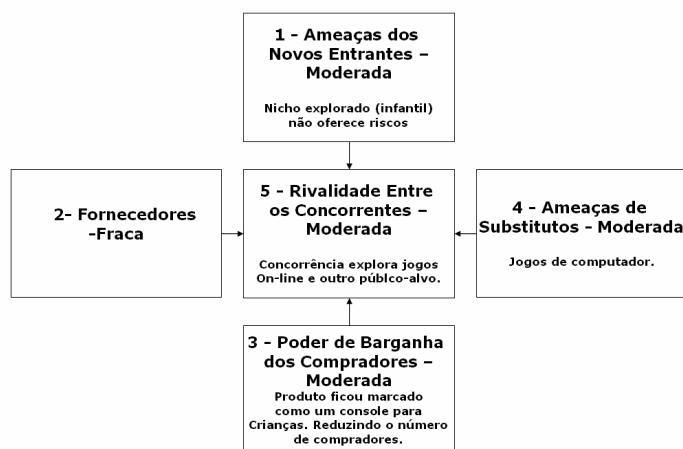 1 - Ameaças dos
Novos Entrantes –
Moderada
Nicho explorado (infantil)
não oferece riscos
2- Fornecedores
-Fraca
5 - Rivalidade Entre
os Concorrentes –
Moderada
Concorrência explora jogos
On-line e outro públco-alvo.
4 - Ameaças de
Substitutos - Moderada
Jogos de computador.
3 - Poder de Barganha
dos Compradores –
Moderada
Produto ficou marcado
como um console para
Crianças. Reduzindo o número
de compradores.